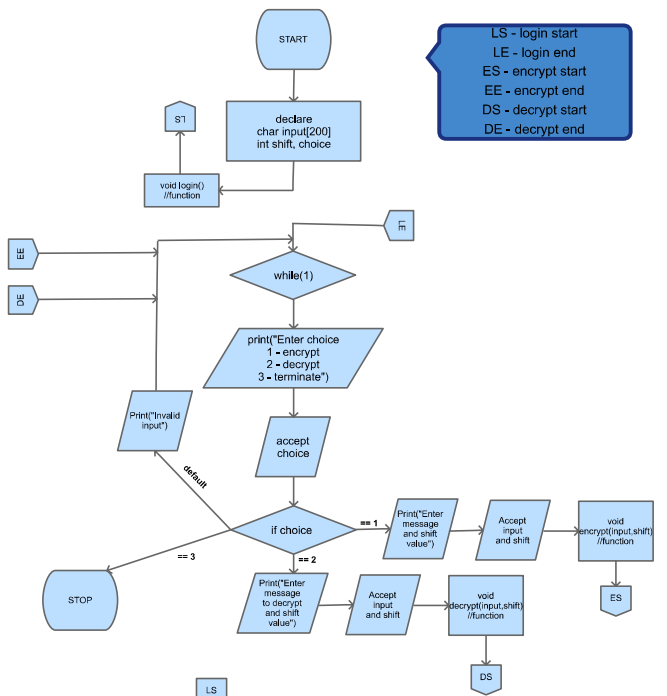 START
LS - login start
LE - login end
ES - encrypt start
EE - encrypt end
DS - decrypt start
DE - decrypt end
declare
char input[200]
int shift, choice
LS
void login()
//function
LE
EE
while(1)
DE
print("Enter choice
1 - encrypt
2 - decrypt
3 - terminate")
Print("Invalid
input")
accept
choice
default
if choice
== 1
Print("Enter
message
and shift
value")
Accept
input
and shift
void
encrypt(input,shift)
//function
== 3
== 2
STOP
Print("Enter
message
to decrypt
and shift
value")
Accept
input
and shift
void
decrypt(input,shift)
//function
ES
DS
LS